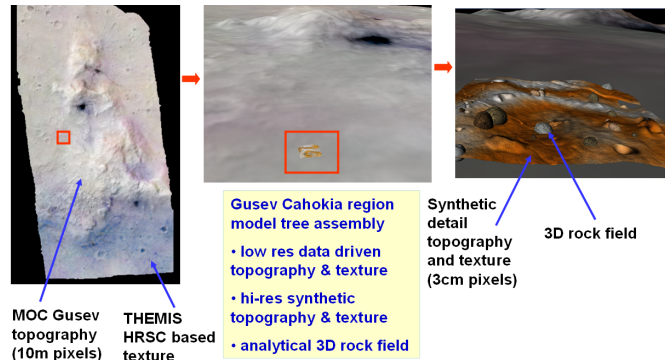 Gusev Cahokia region
model tree assembly
• low res data driven
topography & texture
• hi-res synthetic
topography & texture
• analytical 3D rock field
MOC Gusev
topography
(10m pixels)
THEMIS
HRSC based
texture
Synthetic
detail
topography
and texture
(3cm pixels)
3D rock field